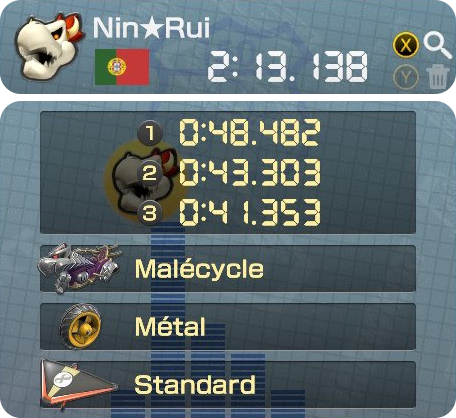 Nin★Rui
X
2:13.138
Y
1 0:48.482
2 0:43.303
3 0:41.353
Malécycle
Métal
Standard